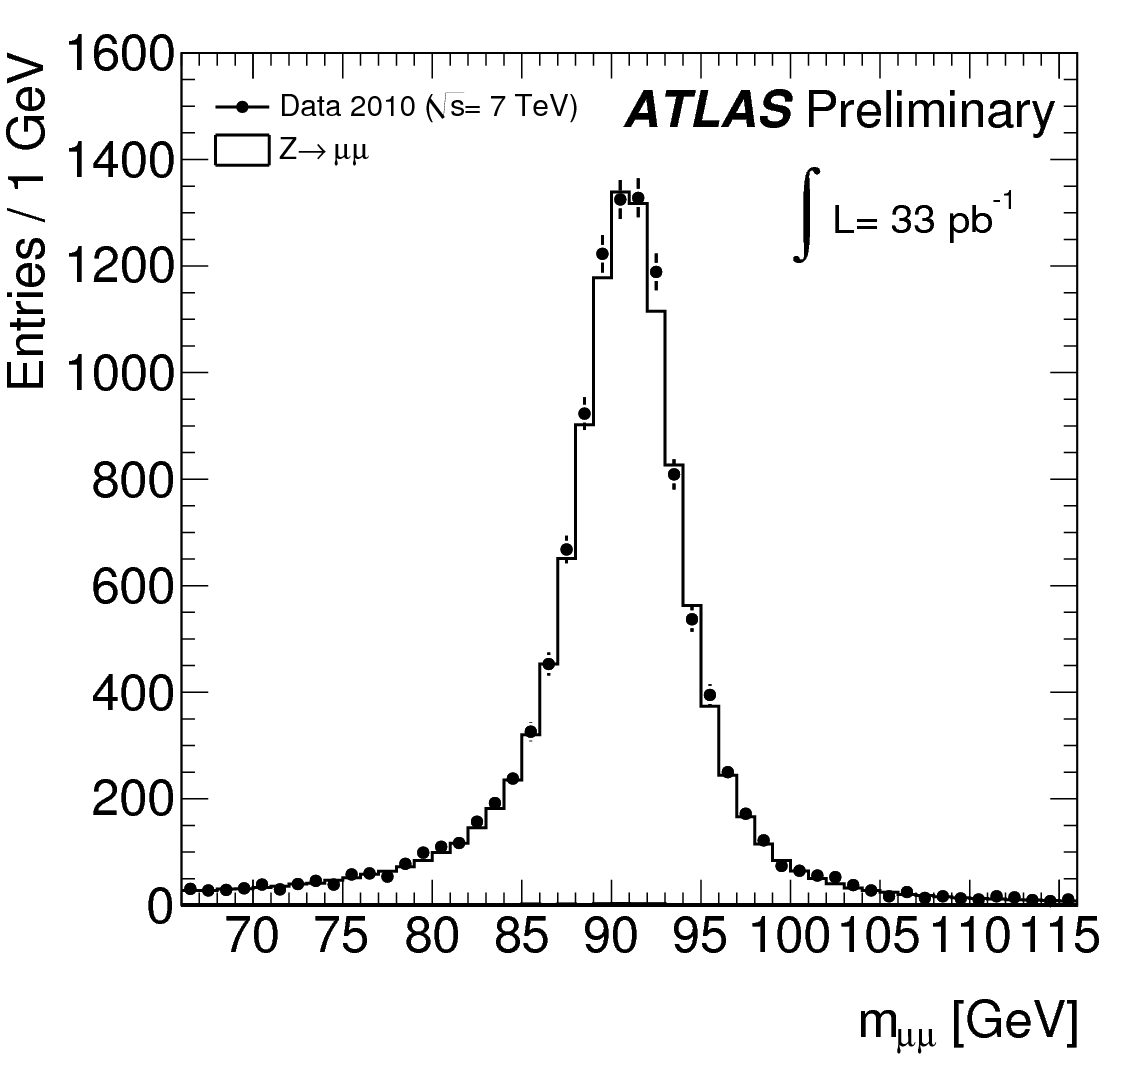 Entries / 1 GeV
1600
1400
1200
1000
800
600
400
200
0
Data 2010 (√s= 7 TeV)
Z→ μμ
ATLAS Preliminary
∫ L= 33 pb⁻¹
70 75 80 85 90 95 100 105 110 115
mμμ [GeV]